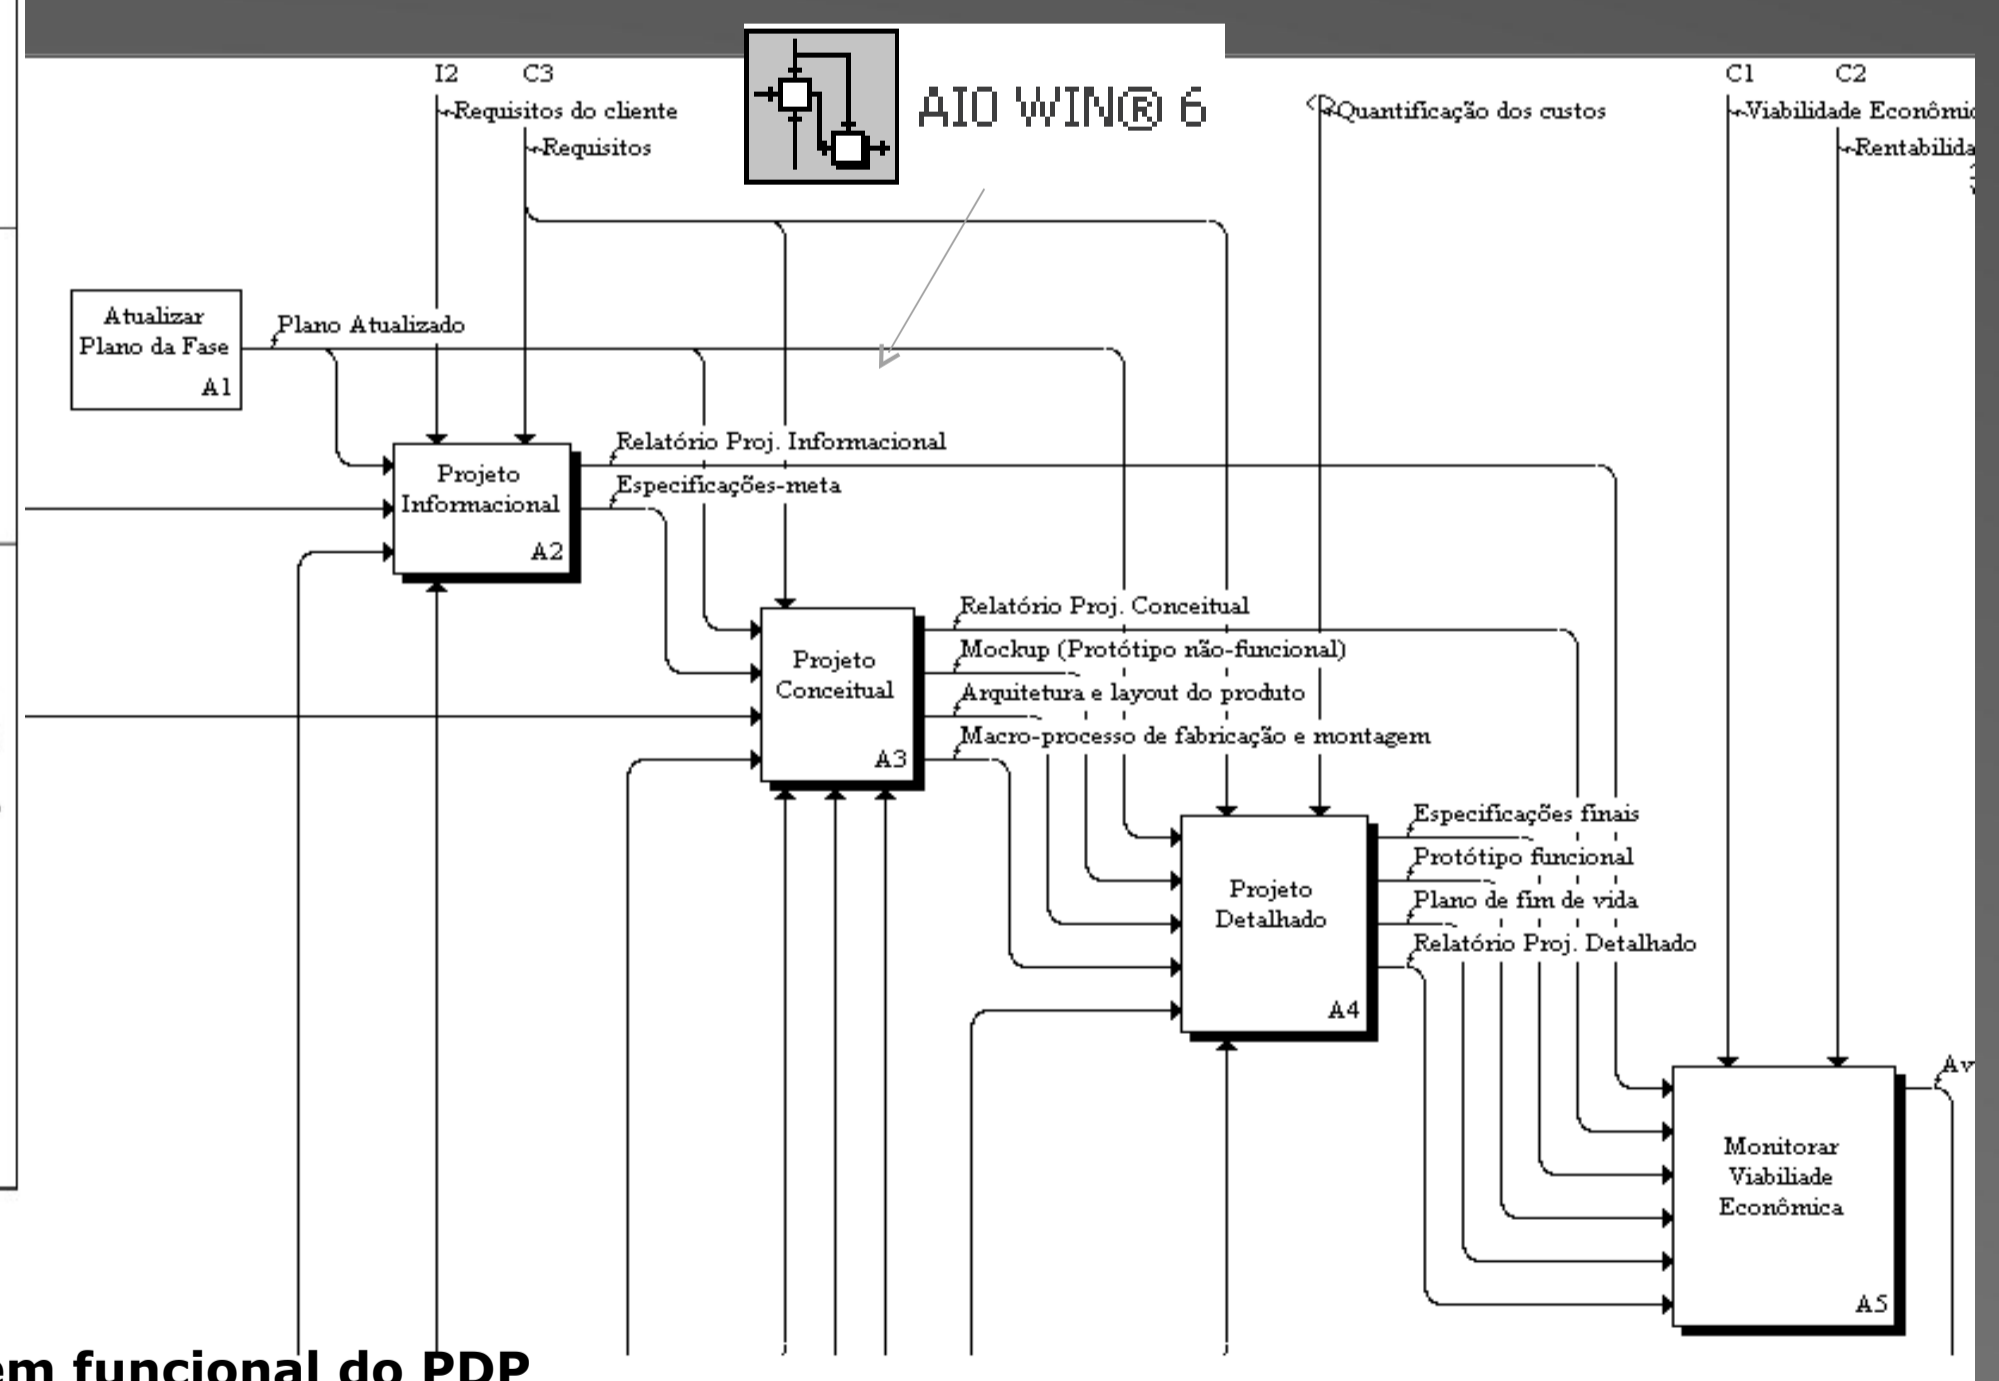 I2
C3
Requisitos do cliente
Requisitos
AIO WIN® 6
Quantificação dos custos
C1
C2
Viabilidade Econômic
Rentabilida
Plano Atualizado
Atualizar
Plano da Fase
A1
Relatório Proj. Informacional
Especificações-meta
Projeto
Informacional
A2
Relatório Proj. Conceitual
Mockup (Protótipo não-funcional)
Arquitetura e layout do produto
Macro-processo de fabricação e montagem
Projeto
Conceitual
A3
Especificações finais
Protótipo funcional
Plano de fim de vida
Relatório Proj. Detalhado
Projeto
Detalhado
A4
Av
Monitorar
Viabiliade
Econômica
A5
em funcional do PDP